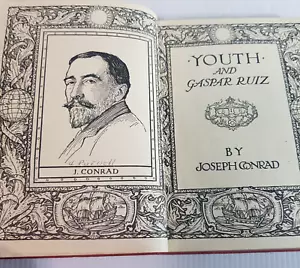 J. CONRAD
·YOUTH·
AND
GASPAR RUIZ
BY
JOSEPH CONRAD